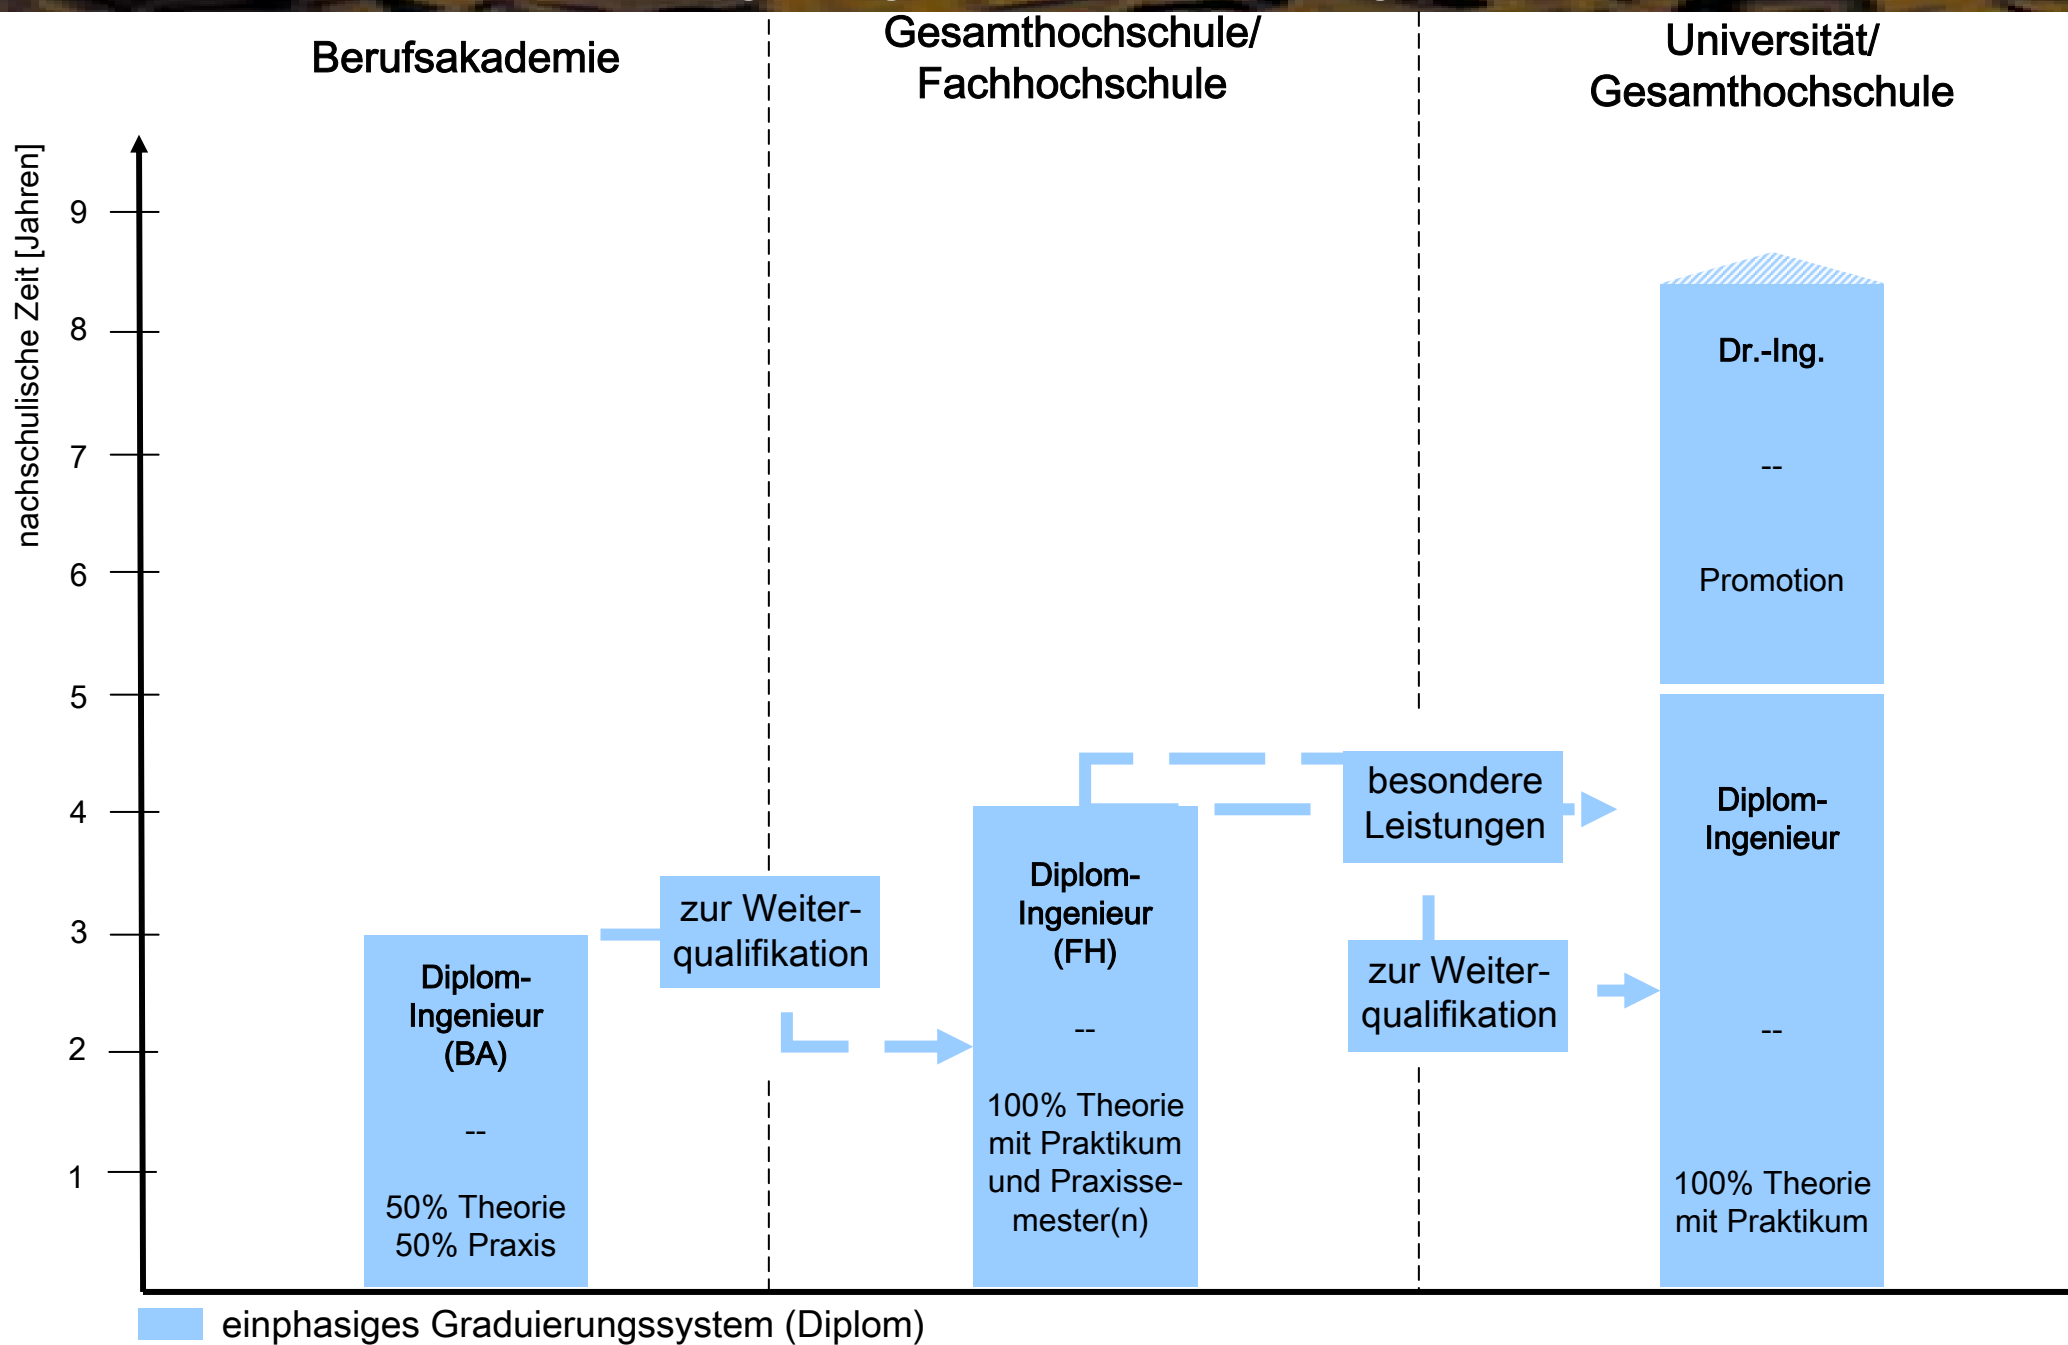 Berufsakademie
Gesamthochschule/
Fachhochschule
Universität/
Gesamthochschule
nachschulische Zeit [Jahren]
9
8
7
6
5
4
3
2
1
Diplom-
Ingenieur
(BA)
--
50% Theorie
50% Praxis
zur Weiter-
qualifikation
Diplom-
Ingenieur
(FH)
--
100% Theorie
mit Praktikum
und Praxisse-
mester(n)
besondere
Leistungen
zur Weiter-
qualifikation
Dr.-Ing.
--
Promotion
Diplom-
Ingenieur
--
100% Theorie
mit Praktikum
einphasiges Graduierungssystem (Diplom)